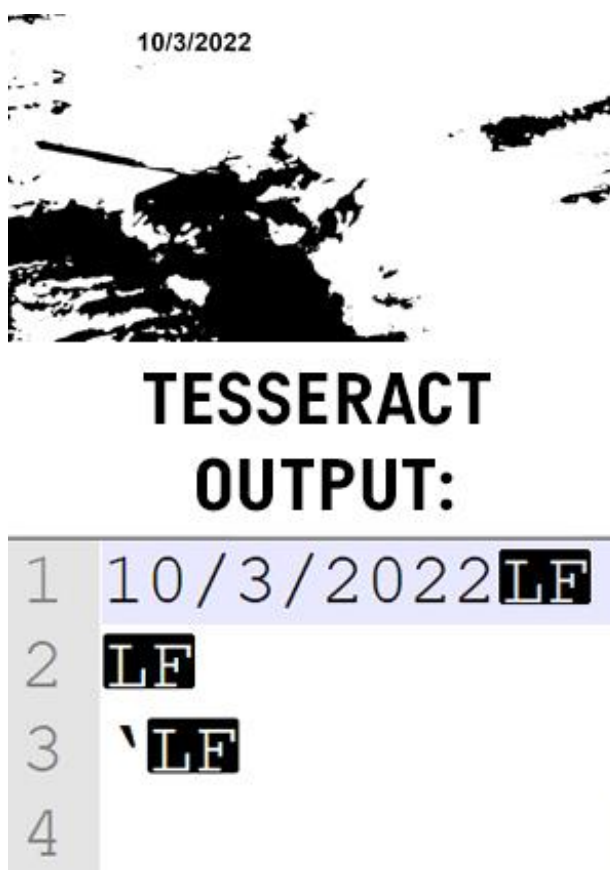 10/3/2022
TESSERACT
OUTPUT:
1 10/3/2022LF
2 LF
3 ‵LF
4